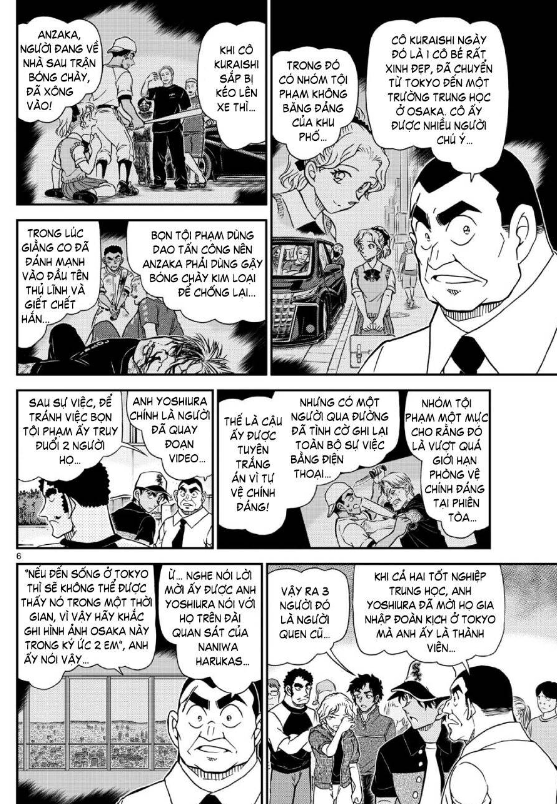 CÔ KURAISHI NGÀY
ĐÓ LÀ 1 CÔ BÉ RẤT
XINH ĐẸP, ĐÃ CHUYỂN
TỪ TOKYO ĐẾN MỘT
TRƯỜNG TRUNG HỌC
Ở OSAKA. CÔ ẤY
ĐƯỢC NHIỀU NGƯỜI
CHÚ Ý...
TRONG ĐÓ
CÓ NHÓM TỘI
PHẠM KHÔNG
BĂNG ĐẢNG
CỦA KHU
PHỐ...
KHI CÔ
KURAISHI
SẮP BỊ
KÉO LÊN
XE THÌ...
ANZAKA,
NGƯỜI ĐANG VỀ
NHÀ SAU TRẬN
BÓNG CHÀY,
ĐÃ XÔNG
VÀO!
BỌN TỘI PHẠM DÙNG
DAO TẤN CÔNG NÊN
ANZAKA PHẢI DÙNG GẬY
BÓNG CHÀY KIM LOẠI
ĐỂ CHỐNG LẠI...
TRONG LÚC
GIẰNG CO ĐÃ
ĐÁNH MẠNH
VÀO ĐẦU TÊN
THỦ LĨNH VÀ
GIẾT CHẾT
HẮN...
NHÓM TỘI
PHẠM MỘT MỰC
CHO RẰNG ĐÓ
LÀ VƯỢT QUÁ
GIỚI HẠN
PHÒNG VỆ
CHÍNH ĐÁNG
TẠI PHIÊN
TÒA...
NHƯNG CÓ MỘT
NGƯỜI QUA ĐƯỜNG
ĐÃ TÌNH CỜ GHI LẠI
TOÀN BỘ SỰ VIỆC
BẰNG ĐIỆN
THOẠI...
THẾ LÀ CẬU
ẤY ĐƯỢC
TUYÊN
TRẮNG
ÁN VÌ TỰ
VỆ CHÍNH
ĐÁNG!
ANH YOSHIURA
CHÍNH LÀ NGƯỜI
ĐÃ QUAY
ĐOẠN
VIDEO...
SAU SỰ VIỆC, ĐỂ
TRÁNH VIỆC BỌN
TỘI PHẠM ẤY TRUY
ĐUỔI 2 NGƯỜI
HỌ...
6
KHI CẢ HAI TỐT NGHIỆP
TRUNG HỌC, ANH
YOSHIURA ĐÃ MỜI HỌ GIA
NHẬP ĐOÀN KỊCH Ở TOKYO
MÀ ANH ẤY LÀ THÀNH
VIÊN...
VẬY RA 3
NGƯỜI ĐÓ
LÀ NGƯỜI
QUEN CŨ...
Ừ... NGHE NÓI LỜI
MỜI ẤY ĐƯỢC ANH
YOSHIURA NÓI VỚI
HỌ TRÊN ĐÀI
QUAN SÁT CỦA
NANIWA
HARUKAS...
"NẾU ĐẾN SỐNG Ở TOKYO
THÌ SẼ KHÔNG THỂ ĐƯỢC
THẤY NÓ TRONG MỘT THỜI
GIAN, VÌ VẬY HÃY KHẮC
GHI HÌNH ẢNH OSAKA NÀY
TRONG KÝ ỨC 2 EM", ANH
ẤY NÓI VẬY...